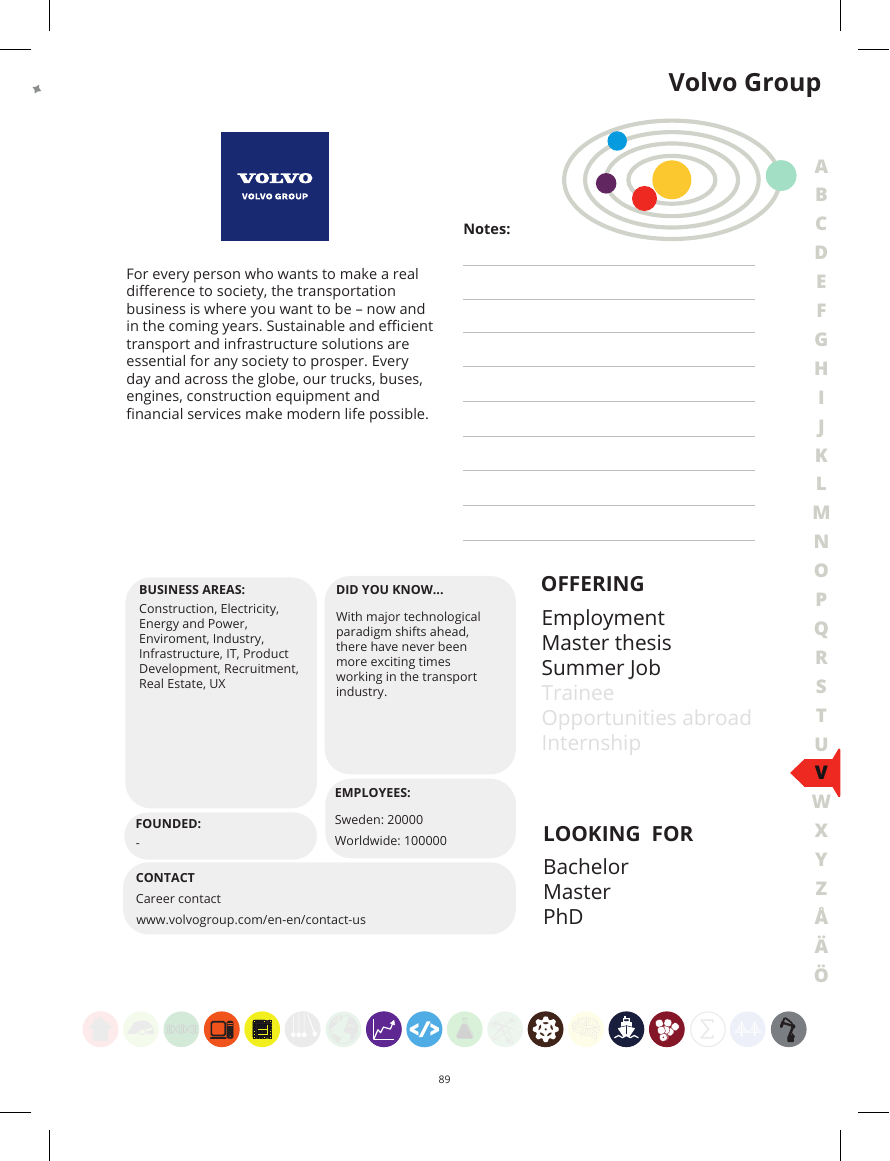 Volvo Group
VOLVO
VOLVO GROUP
Notes:
For every person who wants to make a real
difference to society, the transportation
business is where you want to be – now and
in the coming years. Sustainable and efficient
transport and infrastructure solutions are
essential for any society to prosper. Every
day and across the globe, our trucks, buses,
engines, construction equipment and
financial services make modern life possible.
BUSINESS AREAS:
Construction, Electricity,
Energy and Power,
Enviroment, Industry,
Infrastructure, IT, Product
Development, Recruitment,
Real Estate, UX
DID YOU KNOW...
With major technological
paradigm shifts ahead,
there have never been
more exciting times
working in the transport
industry.
FOUNDED:
-
EMPLOYEES:
Sweden: 20000
Worldwide: 100000
CONTACT
Career contact
www.volvogroup.com/en-en/contact-us
OFFERING
Employment
Master thesis
Summer Job
Trainee
Opportunities abroad
Internship
LOOKING FOR
Bachelor
Master
PhD
A
B
C
D
E
F
G
H
I
J
K
L
M
N
O
P
Q
R
S
T
U
V
W
X
Y
Z
Å
Ä
Ö
</>
Σ
89